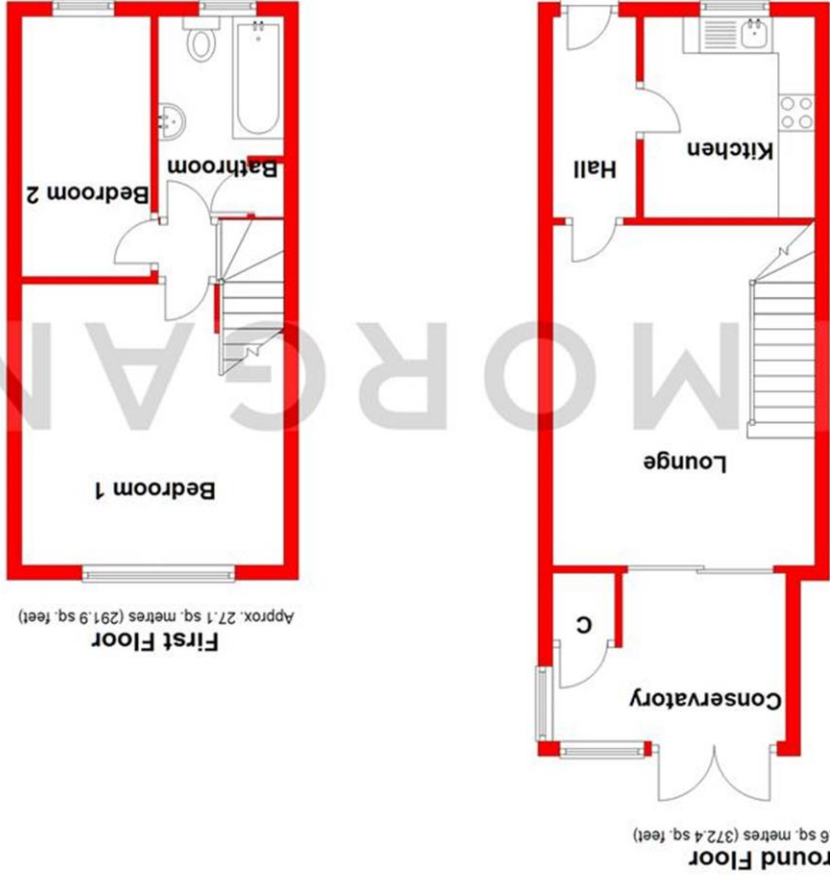 round Floor
.6 sq. metres (372.4 sq. feet)
Conservatory
C
Lounge
Kitchen
Hall
First Floor
Approx. 27.1 sq. metres (291.9 sq. feet)
Bedroom 1
Bathroom
Bedroom 2
MORGAN